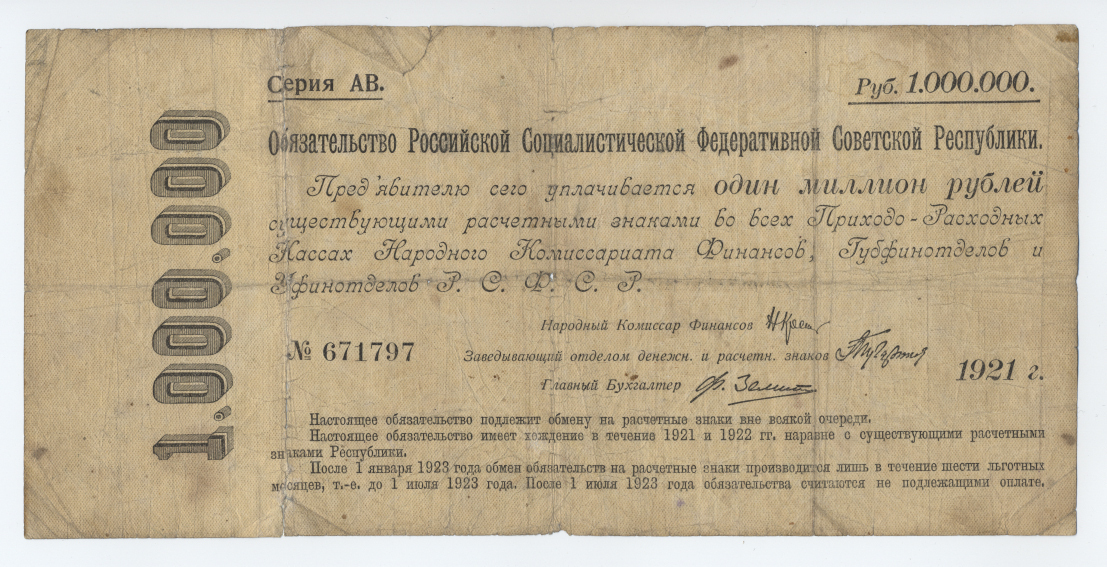 Серия АВ.
Руб. 1.000.000.
1.000.000
Обязательство Российской Социалистической Федеративной Советской Республики.
Пред'явителю сего уплачивается один миллион рублей
существующими расчетными знаками во всех Приходо-Расходных
Кассах Народного Комиссариата Финансов, Губфинотделов и
Уфинотделов Р. С. Ф. С. Р.
Народный Комиссар Финансов
№ 671797
Заведывающий отделом денежн. и расчетн. знаков
1921 г.
Главный Бухгалтер
Настоящее обязательство подлежит обмену на расчетные знаки вне всякой очереди.
Настоящее обязательство имеет хождение в течение 1921 и 1922 гг. наравне с существующими расчетными
знаками Республики.
После 1 января 1923 года обмен обязательств на расчетные знаки производится лишь в течение шести льготных
месяцев, т.-е. до 1 июля 1923 года. После 1 июля 1923 года обязательства считаются не подлежащими оплате.